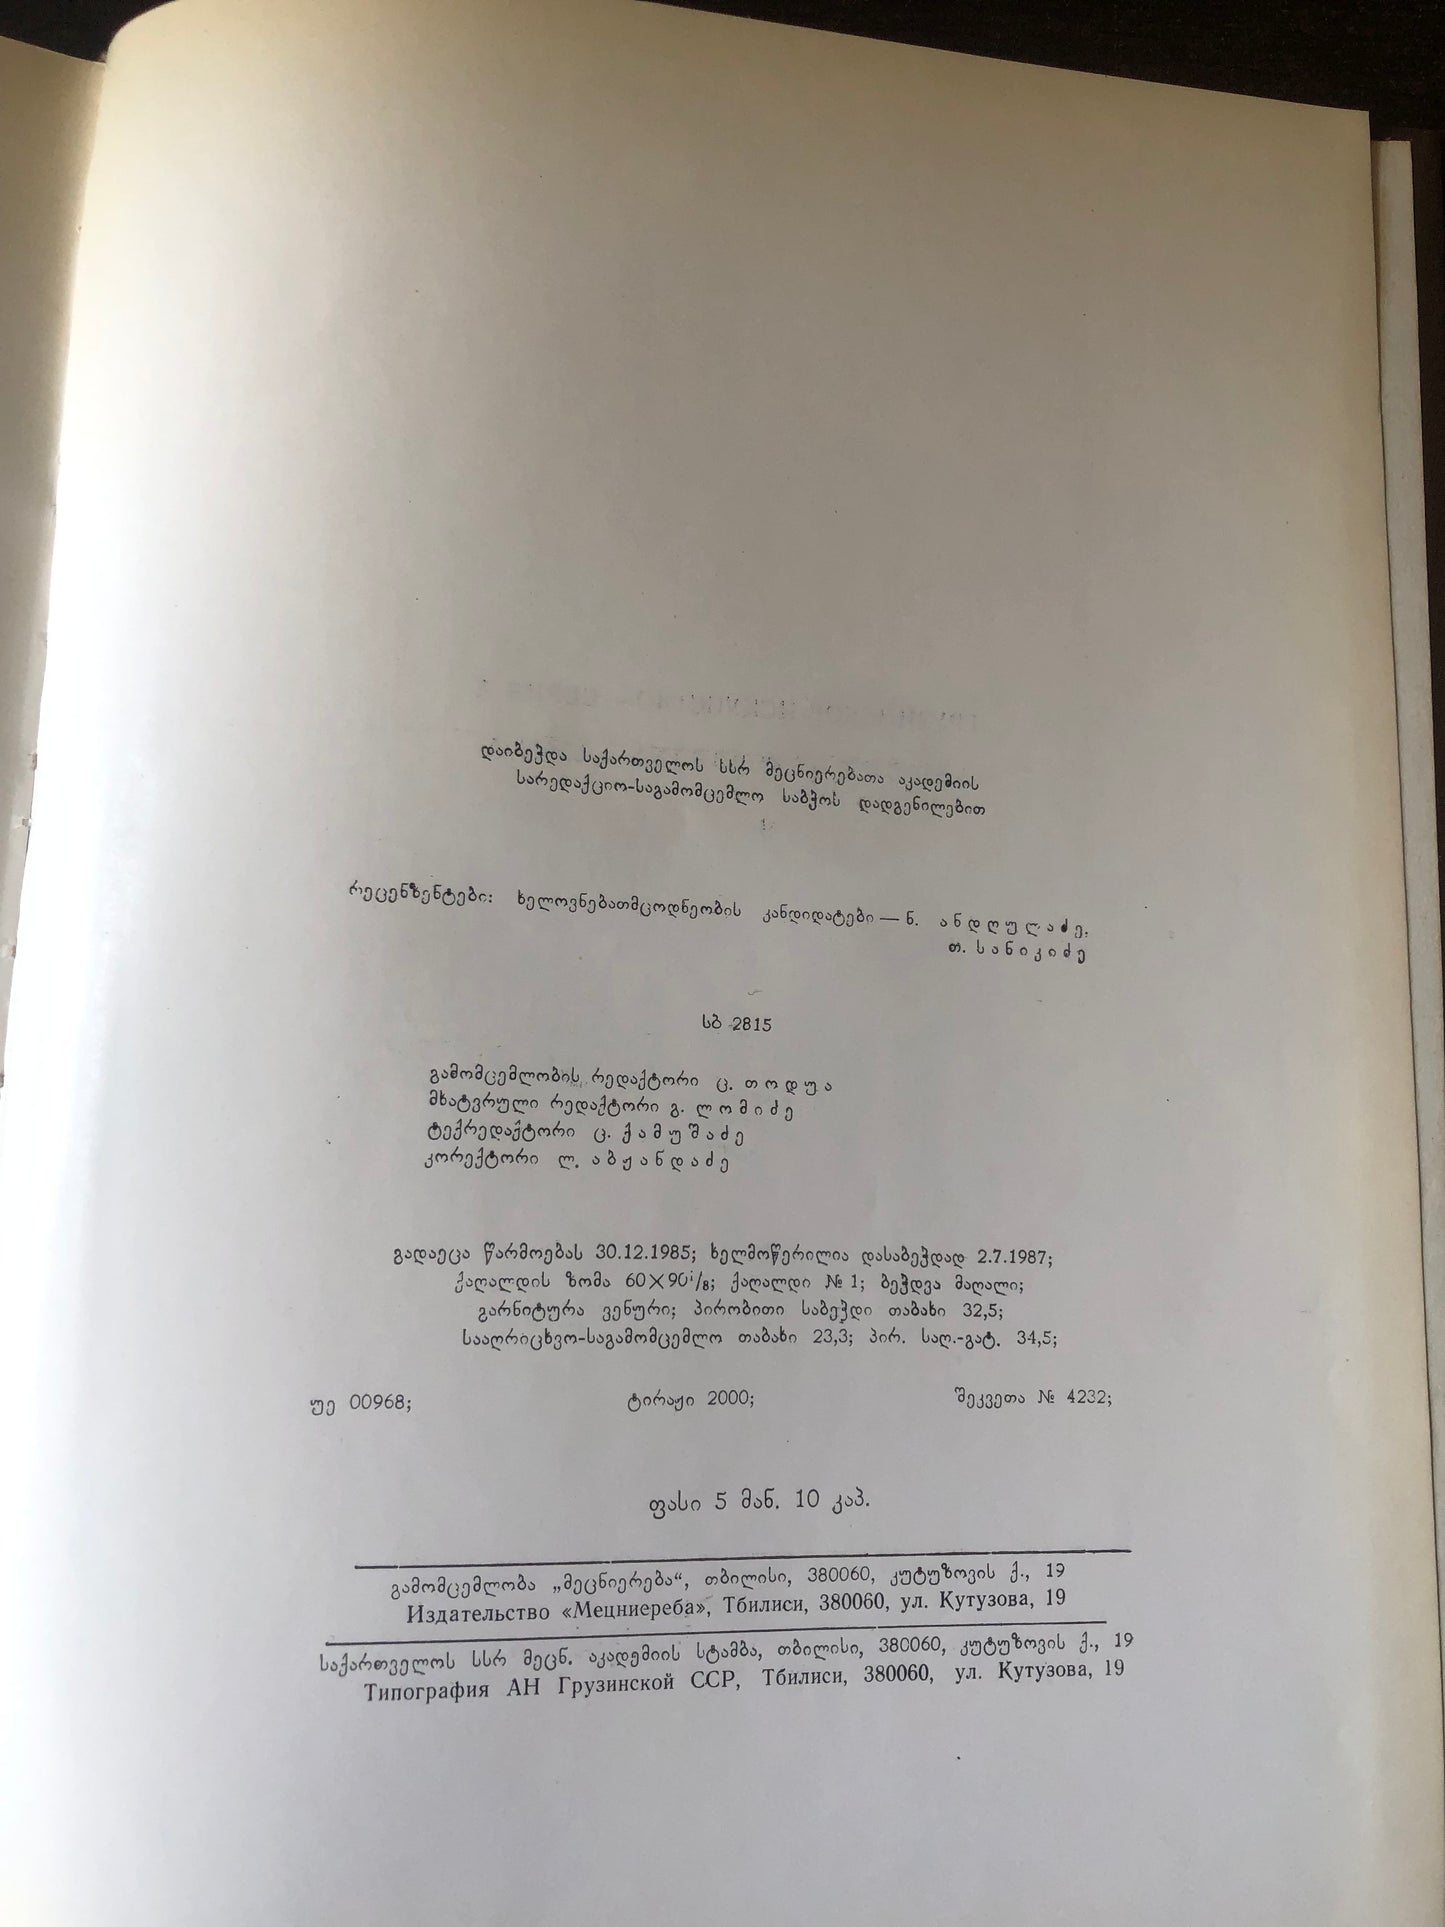 დაიბეჭდა საქართველოს სსრ მეცნიერებათა აკადემიის
სარედაქციო-საგამომცემლო საბჭოს დადგენილებით
რეცენზენტები: ხელოვნებათმცოდნეობის კანდიდატები — ნ. ანდღულაძე,
თ. სანიკიძე
სბ 2815
გამომცემლობის რედაქტორი ც. თოდუა
მხატვრული რედაქტორი გ. ლომიძე
ტექრედაქტორი ც. ქამუშაძე
კორექტორი ლ. აბჟანდაძე
გადაეცა წარმოებას 30.12.1985; ხელმოწერილია დასაბეჭდად 2.7.1987;
ქაღალდის ზომა 60×90¹/₈; ქაღალდი № 1; ბეჭდვა მაღალი;
გარნიტურა ვენური; პირობითი საბეჭდი თაბახი 32,5;
სააღრიცხვო-საგამომცემლო თაბახი 23,3; პირ. საღ.-გატ. 34,5;
უე 00968; ტირაჟი 2000; შეკვეთა № 4232;
ფასი 5 მან. 10 კაპ.
გამომცემლობა „მეცნიერება“, თბილისი, 380060, კუტუზოვის ქ., 19
Издательство «Мецниереба», Тбилиси, 380060, ул. Кутузова, 19
საქართველოს სსრ მეცნ. აკადემიის სტამბა, თბილისი, 380060, კუტუზოვის ქ., 19
Типография АН Грузинской ССР, Тбилиси, 380060, ул. Кутузова, 19